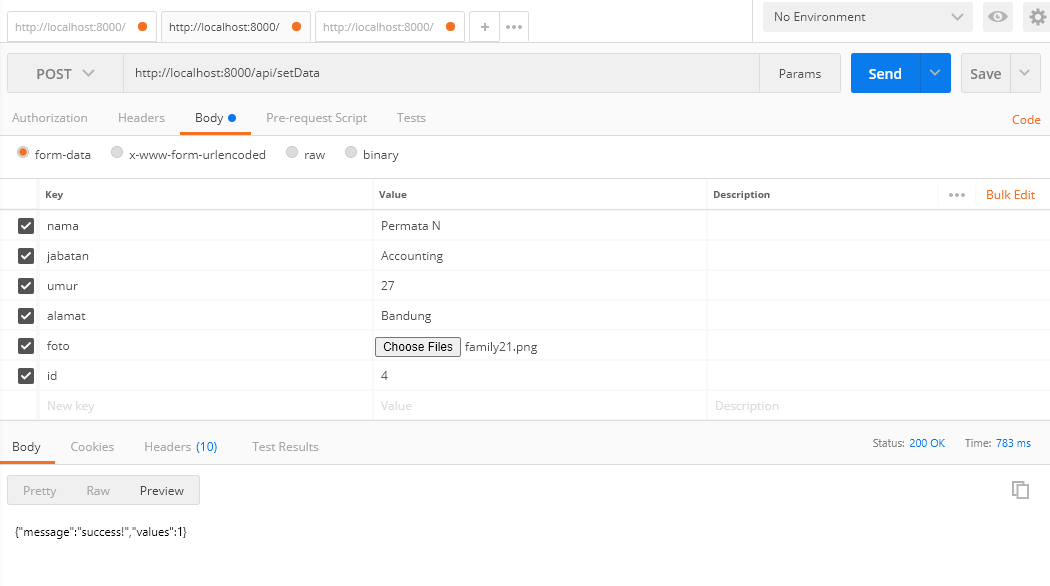 http://localhost:8000/ http://localhost:8000/ http://localhost:8000/ + ••• No Environment
POST http://localhost:8000/api/setData Params Send Save
Authorization Headers Body Pre-request Script Tests Code
form-data x-www-form-urlencoded raw binary
Key Value Description ••• Bulk Edit
nama Permata N
jabatan Accounting
umur 27
alamat Bandung
foto Choose Files family21.png
id 4
New key Value Description
Body Cookies Headers (10) Test Results Status: 200 OK Time: 783 ms
Pretty Raw Preview
{"message":"success!","values":1}